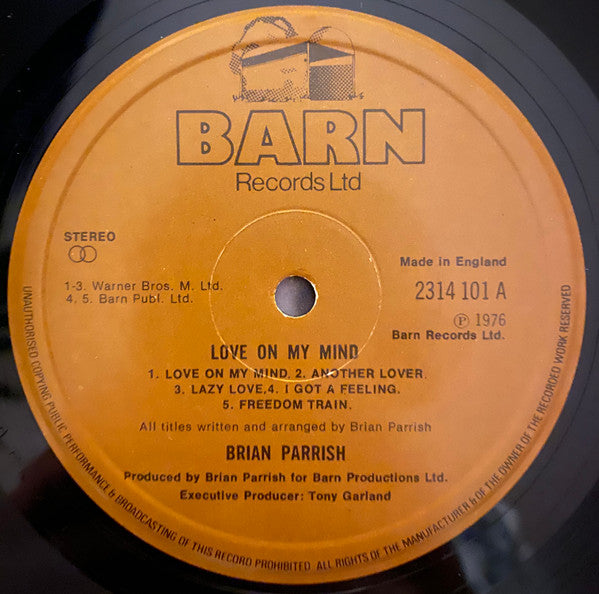 BARN
Records Ltd
STEREO
Made in England
1-3. Warner Bros. M. Ltd.
4. 5. Barn Publ. Ltd.
2314 101 A
Ⓟ 1976
Barn Records Ltd.
LOVE ON MY MIND
1. LOVE ON MY MIND. 2. ANOTHER LOVER.
3. LAZY LOVE. 4. I GOT A FEELING.
5. FREEDOM TRAIN.
All titles written and arranged by Brian Parrish
BRIAN PARRISH
Produced by Brian Parrish for Barn Productions Ltd.
Executive Producer: Tony Garland
UNAUTHORISED COPYING PUBLIC PERFORMANCE & BROADCASTING OF THIS RECORD PROHIBITED. ALL RIGHTS OF THE MANUFACTURER & OF THE OWNER OF THE RECORDED WORK RESERVED